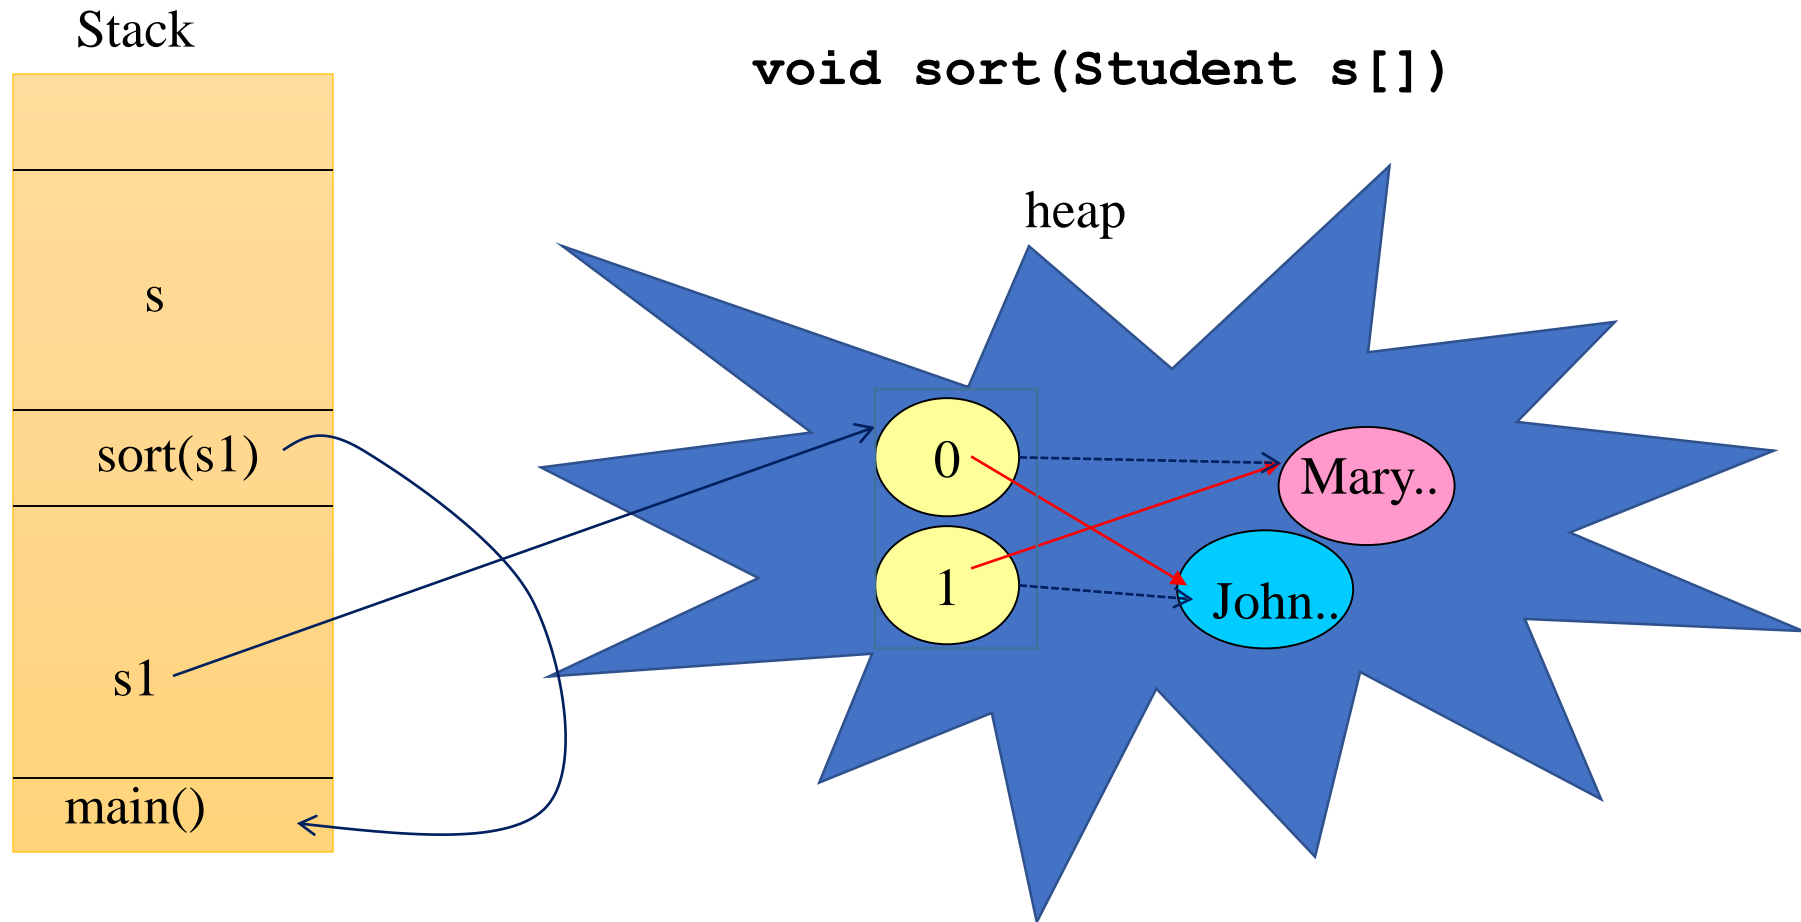 Stack
void sort(Student s[])
heap
s
sort(s1)
s1
main()
0
1
Mary..
John..